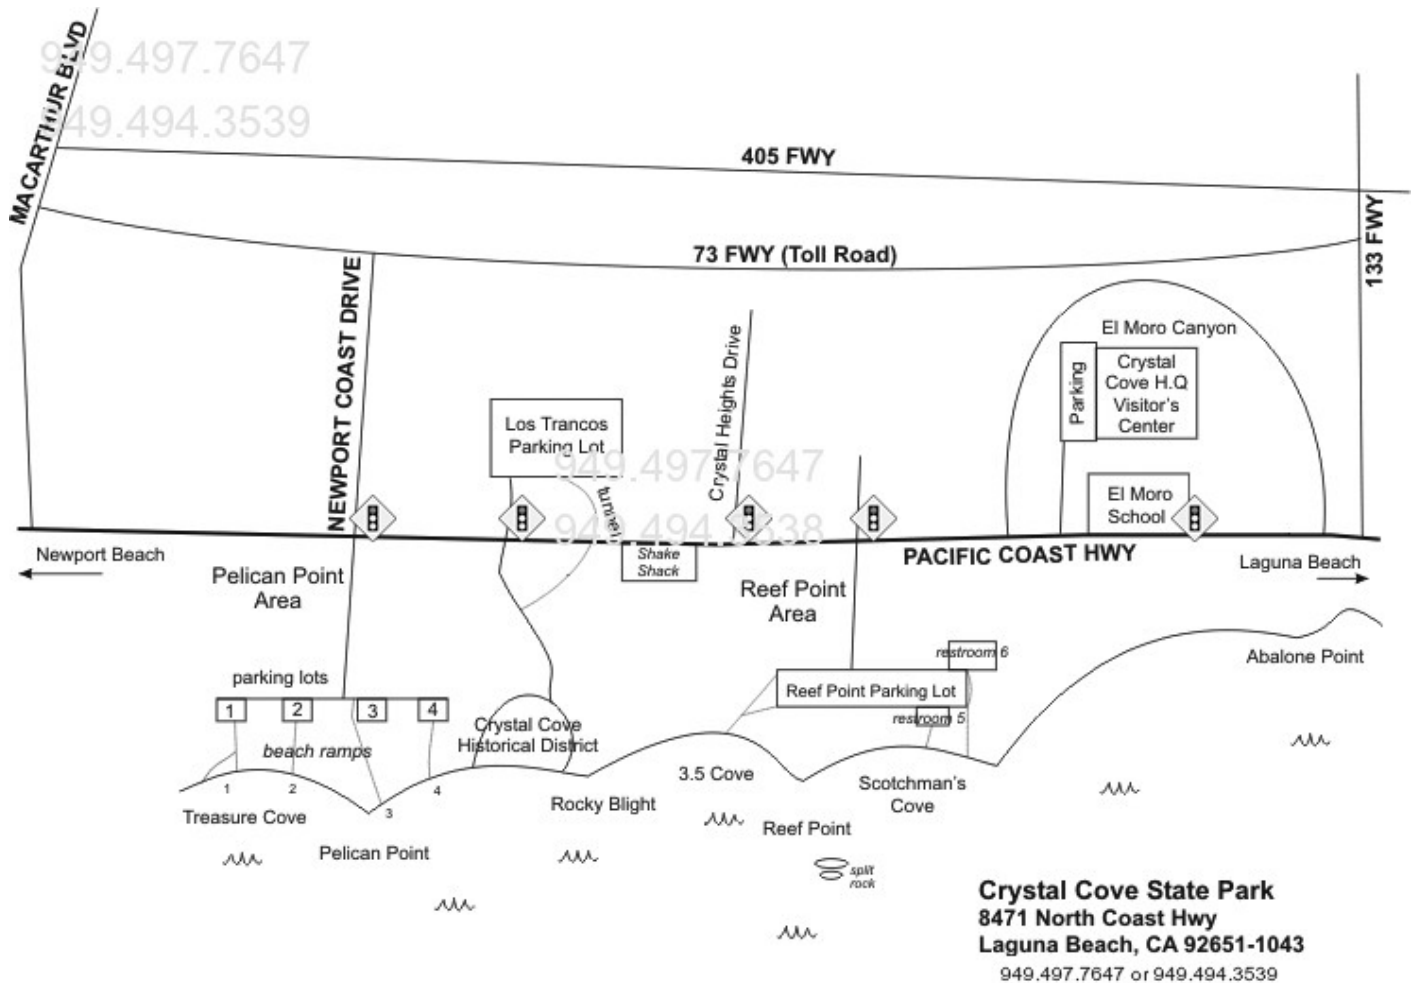 949.497.7647
949.494.3539
MACARTHUR BLVD
405 FWY
73 FWY (Toll Road)
133 FWY
NEWPORT COAST DRIVE
Crystal Heights Drive
El Moro Canyon
Parking
Crystal
Cove H.Q
Visitor's
Center
Los Trancos
Parking Lot
949.497.7647
tunnel
El Moro
School
Newport Beach
Shake
Shack
PACIFIC COAST HWY
Laguna Beach
Pelican Point
Area
Reef Point
Area
restroom 6
Abalone Point
parking lots
1
2
3
4
Reef Point Parking Lot
restroom 5
Crystal Cove
Historical District
beach ramps
1
2
3
4
3.5 Cove
Scotchman's
Cove
Treasure Cove
Rocky Blight
Pelican Point
Reef Point
split
rock
Crystal Cove State Park
8471 North Coast Hwy
Laguna Beach, CA 92651-1043
949.497.7647 or 949.494.3539